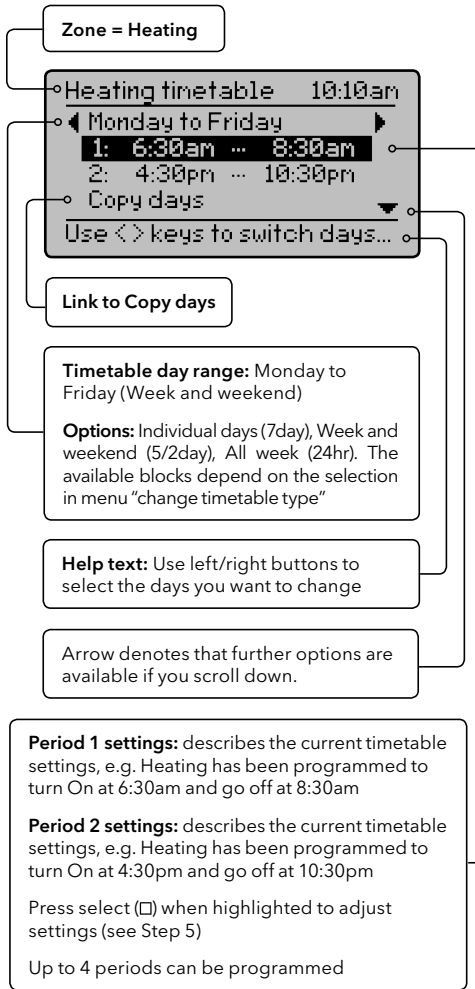 Zone = Heating
Heating timetable 10:10am
Monday to Friday
1: 6:30am ... 8:30am
2: 4:30pm ... 10:30pm
Copy days
Use < > keys to switch days...
Link to Copy days
Timetable day range: Monday to
Friday (Week and weekend)
Options: Individual days (7day), Week and
weekend (5/2day), All week (24hr). The
available blocks depend on the selection
in menu “change timetable type”
Help text: Use left/right buttons to
select the days you want to change
Arrow denotes that further options are
available if you scroll down.
Period 1 settings: describes the current timetable
settings, e.g. Heating has been programmed to
turn On at 6:30am and go off at 8:30am
Period 2 settings: describes the current timetable
settings, e.g. Heating has been programmed to
turn On at 4:30pm and go off at 10:30pm
Press select (□) when highlighted to adjust
settings (see Step 5)
Up to 4 periods can be programmed